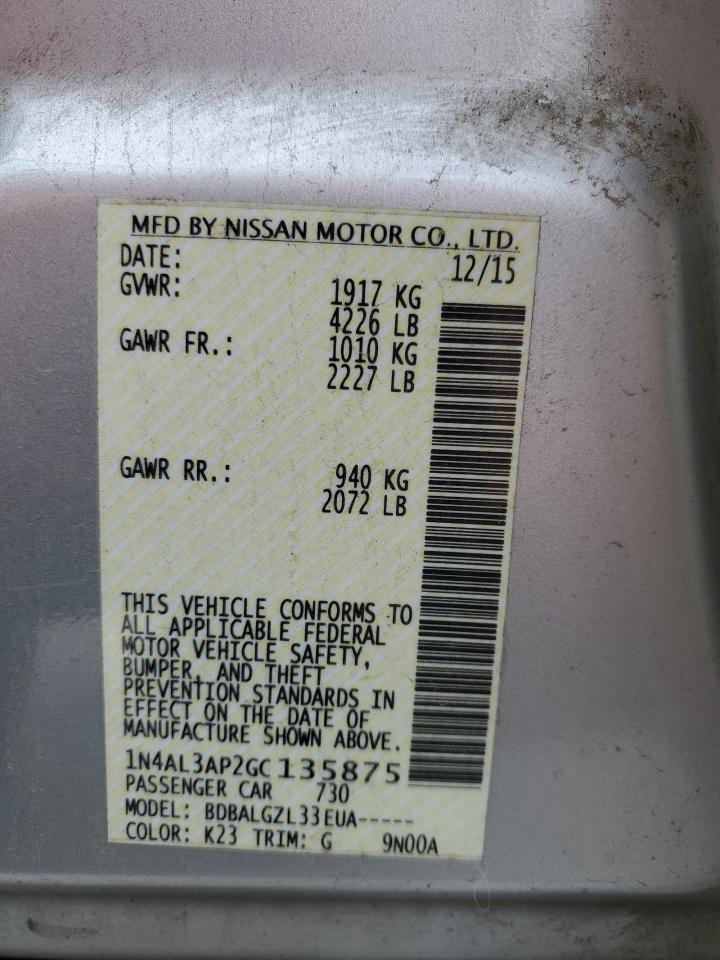 MFD BY NISSAN MOTOR CO., LTD.
DATE: 12/15
GVWR: 1917 KG
4226 LB
GAWR FR.: 1010 KG
2227 LB
GAWR RR.: 940 KG
2072 LB
THIS VEHICLE CONFORMS TO
ALL APPLICABLE FEDERAL
MOTOR VEHICLE SAFETY,
BUMPER, AND THEFT
PREVENTION STANDARDS IN
EFFECT ON THE DATE OF
MANUFACTURE SHOWN ABOVE.
1N4AL3AP2GC135875
PASSENGER CAR 730
MODEL: BDBALGZL33EUA-----
COLOR: K23 TRIM: G 9N00A